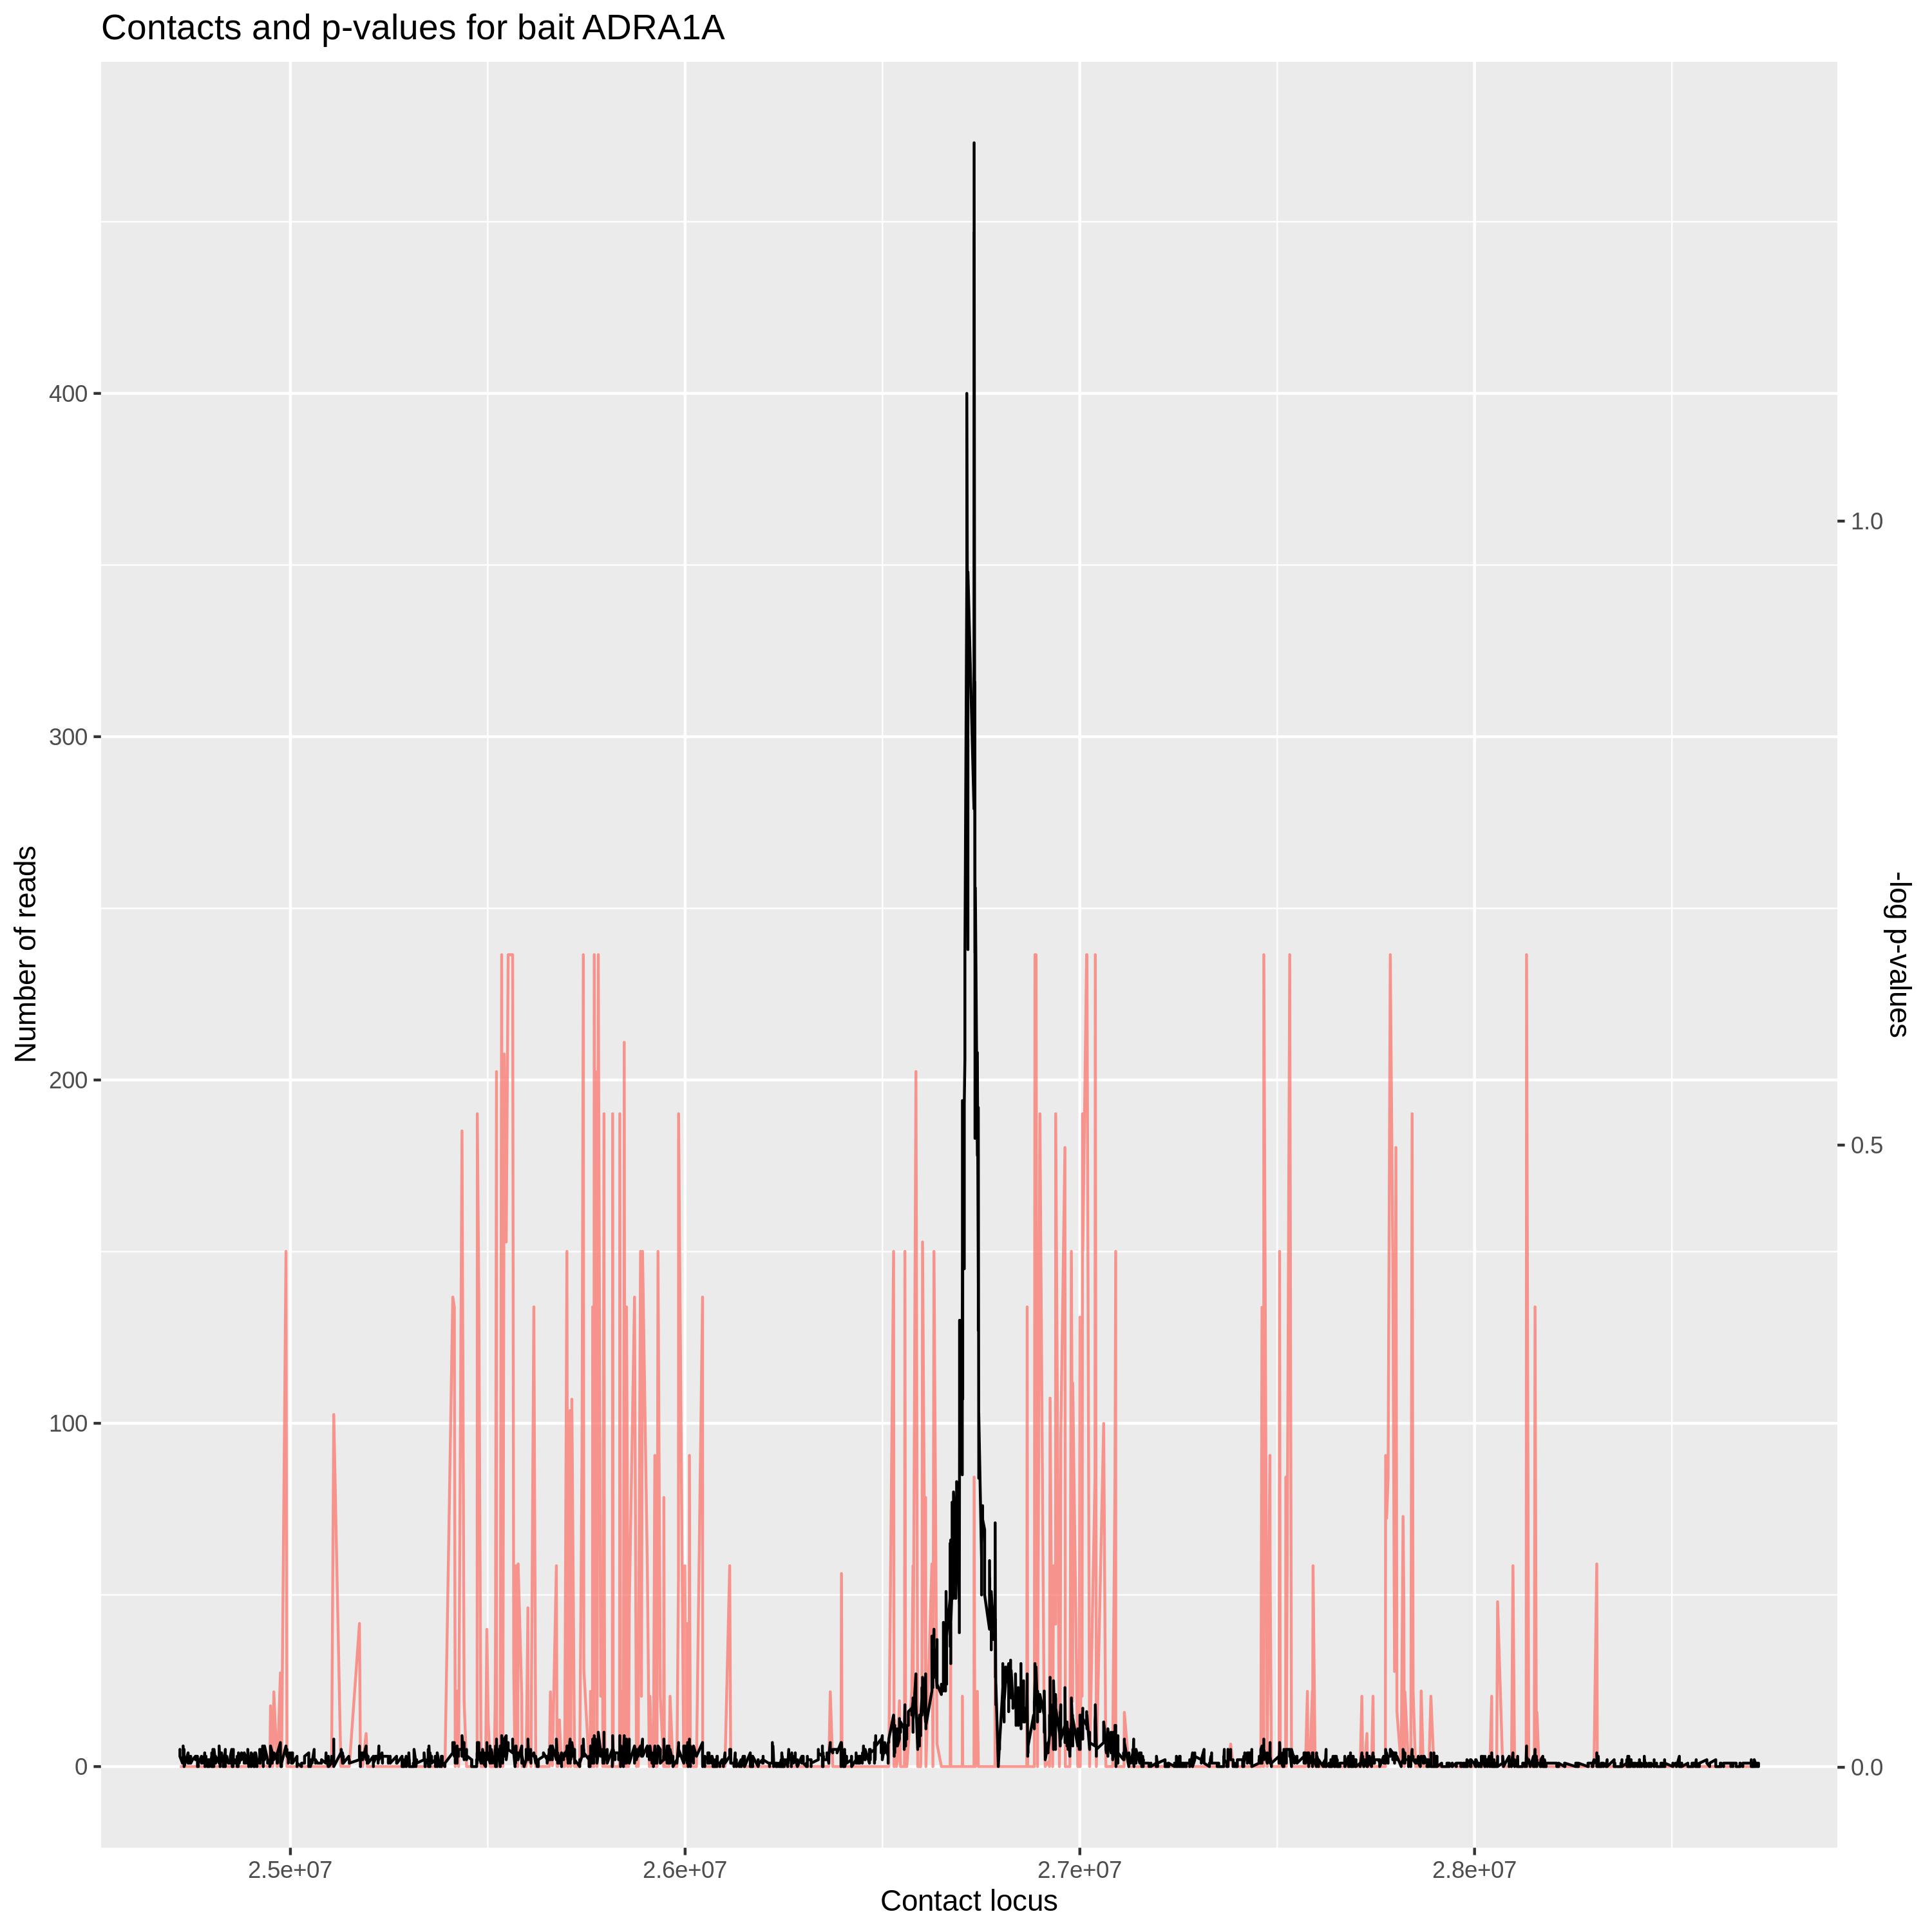 Contacts and p-values for bait ADRA1A
Number of reads
400
300
200
100
0
1.0
0.5
0.0
-log p-values
2.5e+07
2.6e+07
2.7e+07
2.8e+07
Contact locus